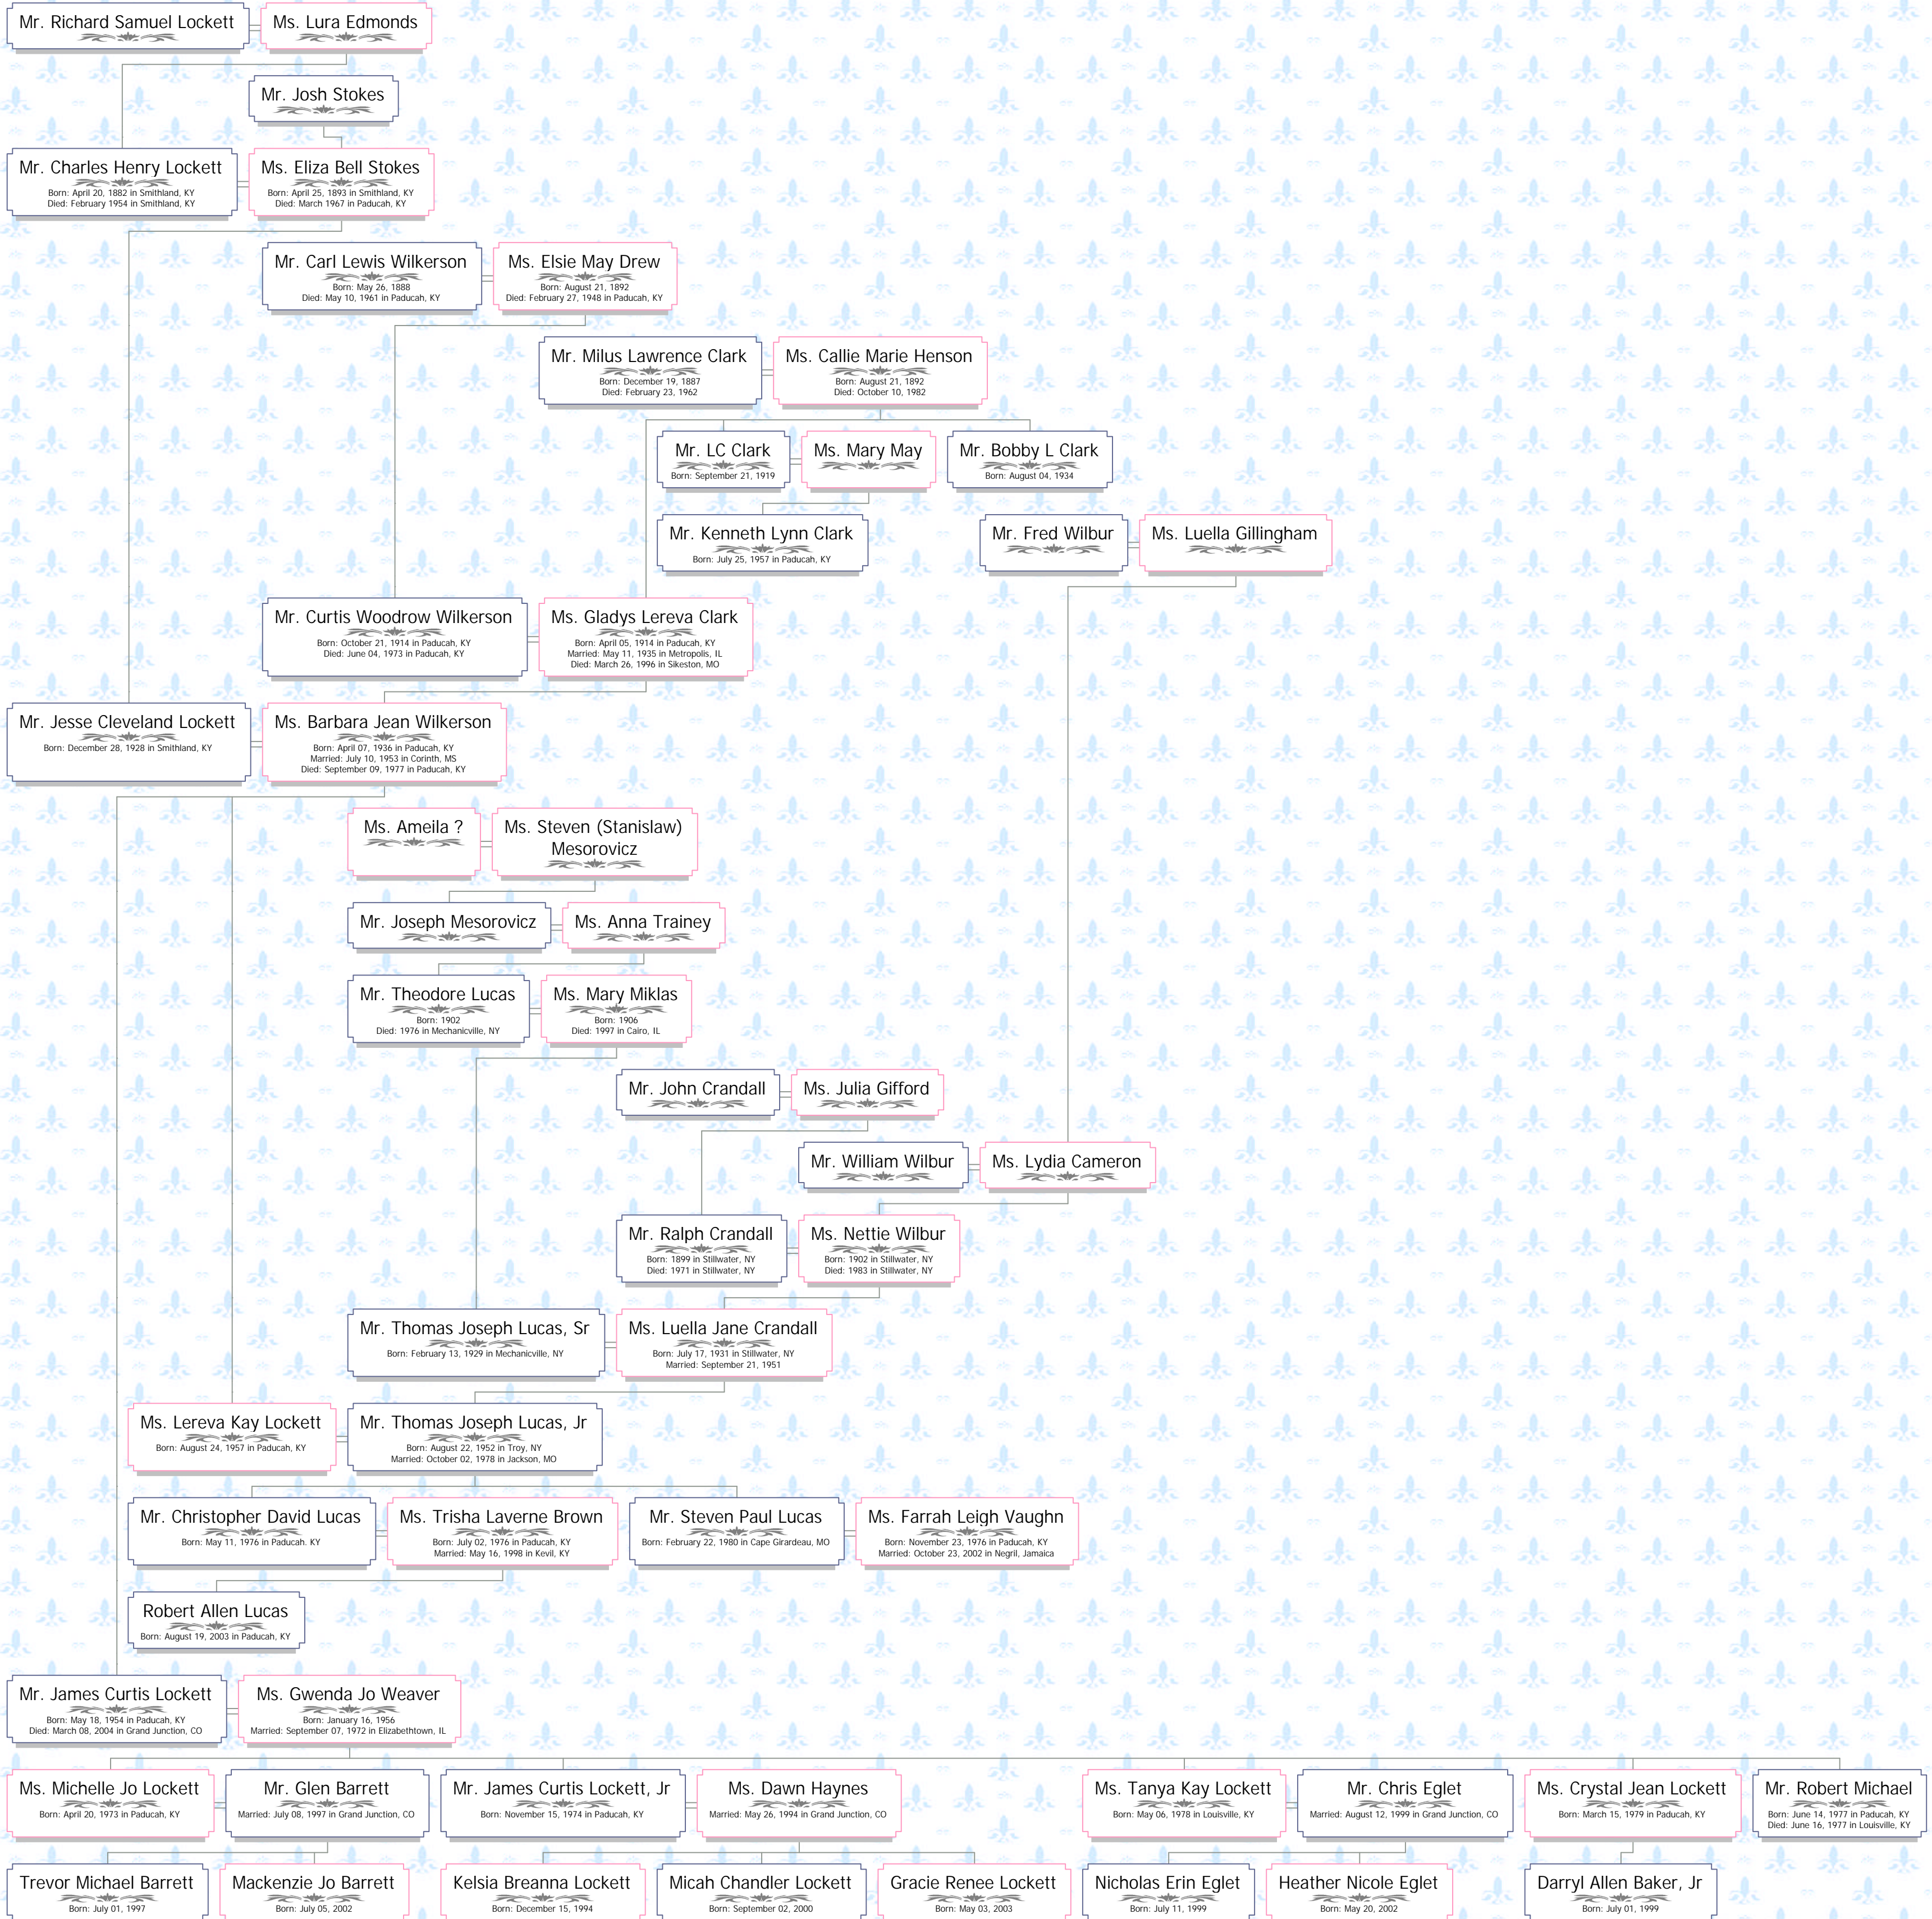 Mr. Richard Samuel Lockett
Ms. Lura Edmonds
Mr. Josh Stokes
Mr. Charles Henry Lockett
Born: April 20, 1882 in Smithland, KY
Died: February 1954 in Smithland, KY
Ms. Eliza Bell Stokes
Born: April 25, 1893 in Smithland, KY
Died: March 1967 in Paducah, KY
Mr. Carl Lewis Wilkerson
Born: May 26, 1888
Died: May 10, 1961 in Paducah, KY
Ms. Elsie May Drew
Born: August 21, 1892
Died: February 27, 1948 in Paducah, KY
Mr. Milus Lawrence Clark
Born: December 19, 1887
Died: February 23, 1962
Ms. Callie Marie Henson
Born: August 21, 1892
Died: October 10, 1982
Mr. LC Clark
Born: September 21, 1919
Ms. Mary May
Mr. Bobby L Clark
Born: August 04, 1934
Mr. Kenneth Lynn Clark
Born: July 25, 1957 in Paducah, KY
Mr. Fred Wilbur
Ms. Luella Gillingham
Mr. Curtis Woodrow Wilkerson
Born: October 21, 1914 in Paducah, KY
Died: June 04, 1973 in Paducah, KY
Ms. Gladys Lereva Clark
Born: April 05, 1914 in Paducah, KY
Married: May 11, 1935 in Metropolis, IL
Died: March 26, 1996 in Sikeston, MO
Mr. Jesse Cleveland Lockett
Born: December 28, 1928 in Smithland, KY
Ms. Barbara Jean Wilkerson
Born: April 07, 1936 in Paducah, KY
Married: July 10, 1953 in Corinth, MS
Died: September 09, 1977 in Paducah, KY
Ms. Ameila ?
Ms. Steven (Stanislaw)
Mesorovicz
Mr. Joseph Mesorovicz
Ms. Anna Trainey
Mr. Theodore Lucas
Born: 1902
Died: 1976 in Mechanicville, NY
Ms. Mary Miklas
Born: 1906
Died: 1997 in Cairo, IL
Mr. John Crandall
Ms. Julia Gifford
Mr. William Wilbur
Ms. Lydia Cameron
Mr. Ralph Crandall
Born: 1899 in Stillwater, NY
Died: 1971 in Stillwater, NY
Ms. Nettie Wilbur
Born: 1902 in Stillwater, NY
Died: 1983 in Stillwater, NY
Mr. Thomas Joseph Lucas, Sr
Born: February 13, 1929 in Mechanicville, NY
Ms. Luella Jane Crandall
Born: July 17, 1931 in Stillwater, NY
Married: September 21, 1951
Ms. Lereva Kay Lockett
Born: August 24, 1957 in Paducah, KY
Mr. Thomas Joseph Lucas, Jr
Born: August 22, 1952 in Troy, NY
Married: October 02, 1978 in Jackson, MO
Mr. Christopher David Lucas
Born: May 11, 1976 in Paducah. KY
Ms. Trisha Laverne Brown
Born: July 02, 1976 in Paducah, KY
Married: May 16, 1998 in Kevil, KY
Mr. Steven Paul Lucas
Born: February 22, 1980 in Cape Girardeau, MO
Ms. Farrah Leigh Vaughn
Born: November 23, 1976 in Paducah, KY
Married: October 23, 2002 in Negril, Jamaica
Robert Allen Lucas
Born: August 19, 2003 in Paducah, KY
Mr. James Curtis Lockett
Born: May 18, 1954 in Paducah, KY
Died: March 08, 2004 in Grand Junction, CO
Ms. Gwenda Jo Weaver
Born: January 16, 1956
Married: September 07, 1972 in Elizabethtown, IL
Ms. Michelle Jo Lockett
Born: April 20, 1973 in Paducah, KY
Mr. Glen Barrett
Married: July 08, 1997 in Grand Junction, CO
Mr. James Curtis Lockett, Jr
Born: November 15, 1974 in Paducah, KY
Ms. Dawn Haynes
Married: May 26, 1994 in Grand Junction, CO
Ms. Tanya Kay Lockett
Born: May 06, 1978 in Louisville, KY
Mr. Chris Eglet
Married: August 12, 1999 in Grand Junction, CO
Ms. Crystal Jean Lockett
Born: March 15, 1979 in Paducah, KY
Mr. Robert Michael
Born: June 14, 1977 in Paducah, KY
Died: June 16, 1977 in Louisville, KY
Trevor Michael Barrett
Born: July 01, 1997
Mackenzie Jo Barrett
Born: July 05, 2002
Kelsia Breanna Lockett
Born: December 15, 1994
Micah Chandler Lockett
Born: September 02, 2000
Gracie Renee Lockett
Born: May 03, 2003
Nicholas Erin Eglet
Born: July 11, 1999
Heather Nicole Eglet
Born: May 20, 2002
Darryl Allen Baker, Jr
Born: July 01, 1999